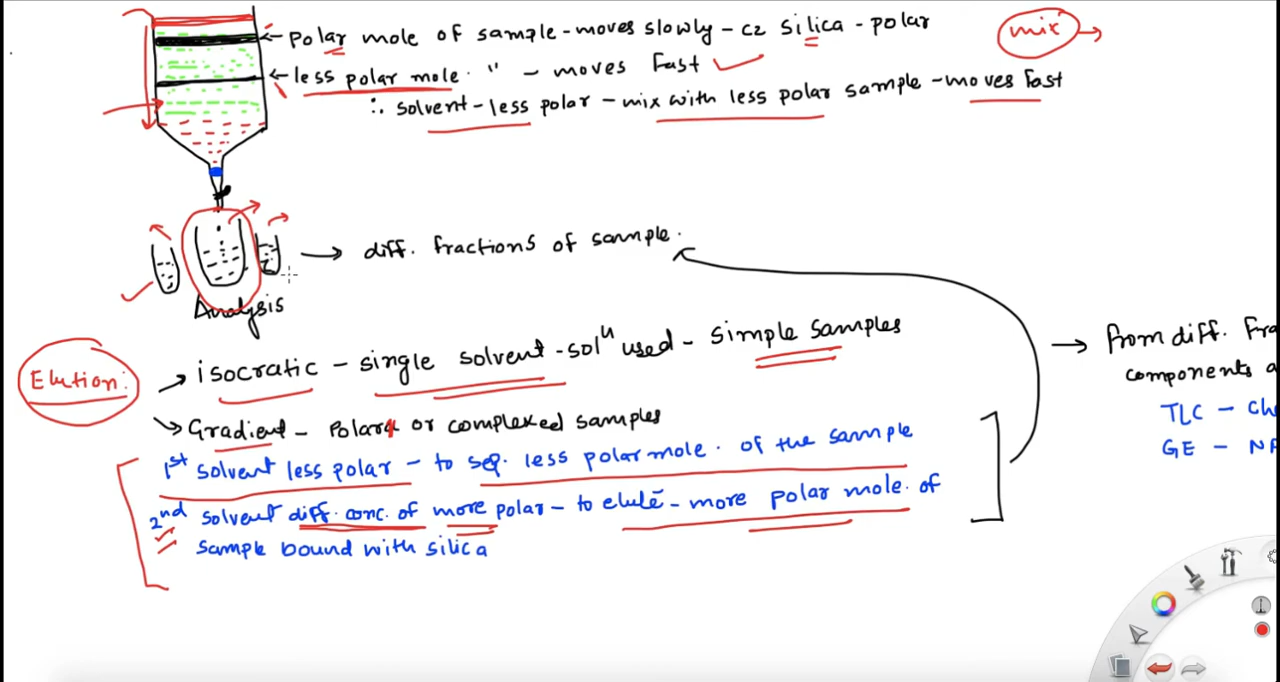 ← polar mole of sample - moves slowly - cz silica - polar
mix →
← less polar mole. " - moves fast
∴ solvent - less polar - mix with less polar sample - moves fast
→ diff. fractions of sample.
Analysis
Elution:
→ isocratic - single solvent - solⁿ used - simple samples
→ Gradient - Polar or complexed samples
1st solvent less polar - to sep. less polar mole. of the sample
2nd solvent diff. conc. of more polar - to elute - more polar mole. of
sample bound with silica
→ From diff. Fra
components a
TLC - Ch
GE - NA